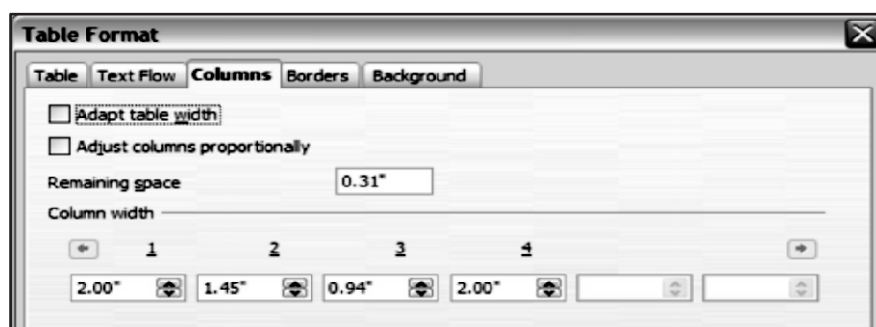 Table Format
Table Text Flow Columns Borders Background
Adapt table width
Adjust columns proportionally
Remaining space 0.31"
Column width
1 2 3 4
2.00" 1.45" 0.94" 2.00"